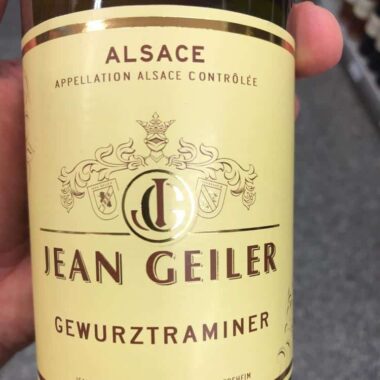 ALSACE
APPELLATION ALSACE CONTRÔLÉE
JG
JEAN GEILER
GEWURZTRAMINER